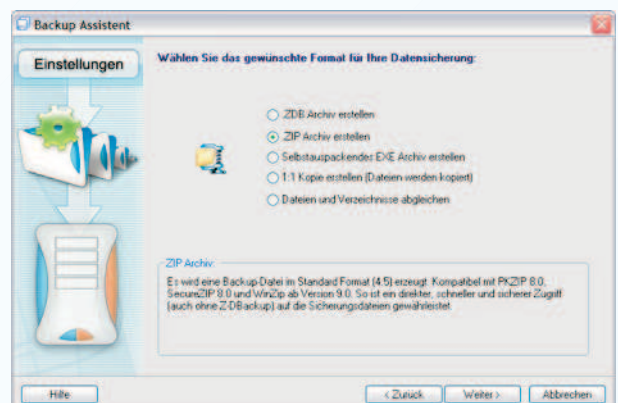 Backup Assistent
Einstellungen
Wählen Sie das gewünschte Format für Ihre Datensicherung:
ZDB Archiv erstellen
ZIP Archiv erstellen
Selbstauspackendes EXE Archiv erstellen
1:1 Kopie erstellen (Dateien werden kopiert)
Dateien und Verzeichnisse abgleichen
ZIP Archiv:
Es wird eine Backup-Datei im Standard Format (4.5) erzeugt. Kompatibel mit PKZIP 8.0,
SecureZIP 8.0 und WinZip ab Version 9.0. So ist ein direkter, schneller und sicherer Zugriff
(auch ohne Z-DBackup) auf die Sicherungsdateien gewährleistet.
Hilfe
< Zurück
Weiter >
Abbrechen